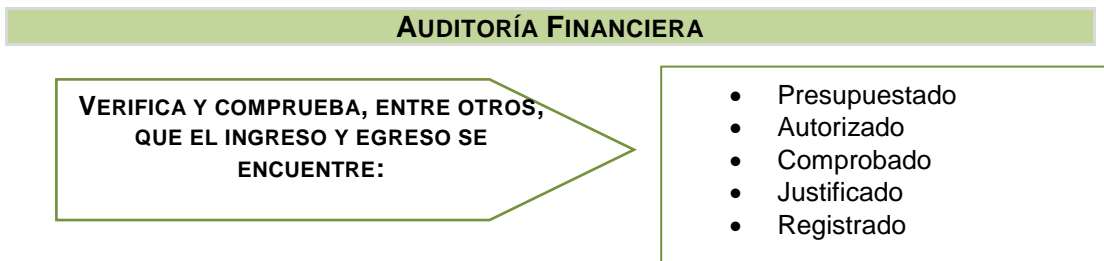 AUDITORÍA FINANCIERA
VERIFICA Y COMPRUEBA, ENTRE OTROS,
QUE EL INGRESO Y EGRESO SE
ENCUENTRE:
• Presupuestado
• Autorizado
• Comprobado
• Justificado
• Registrado